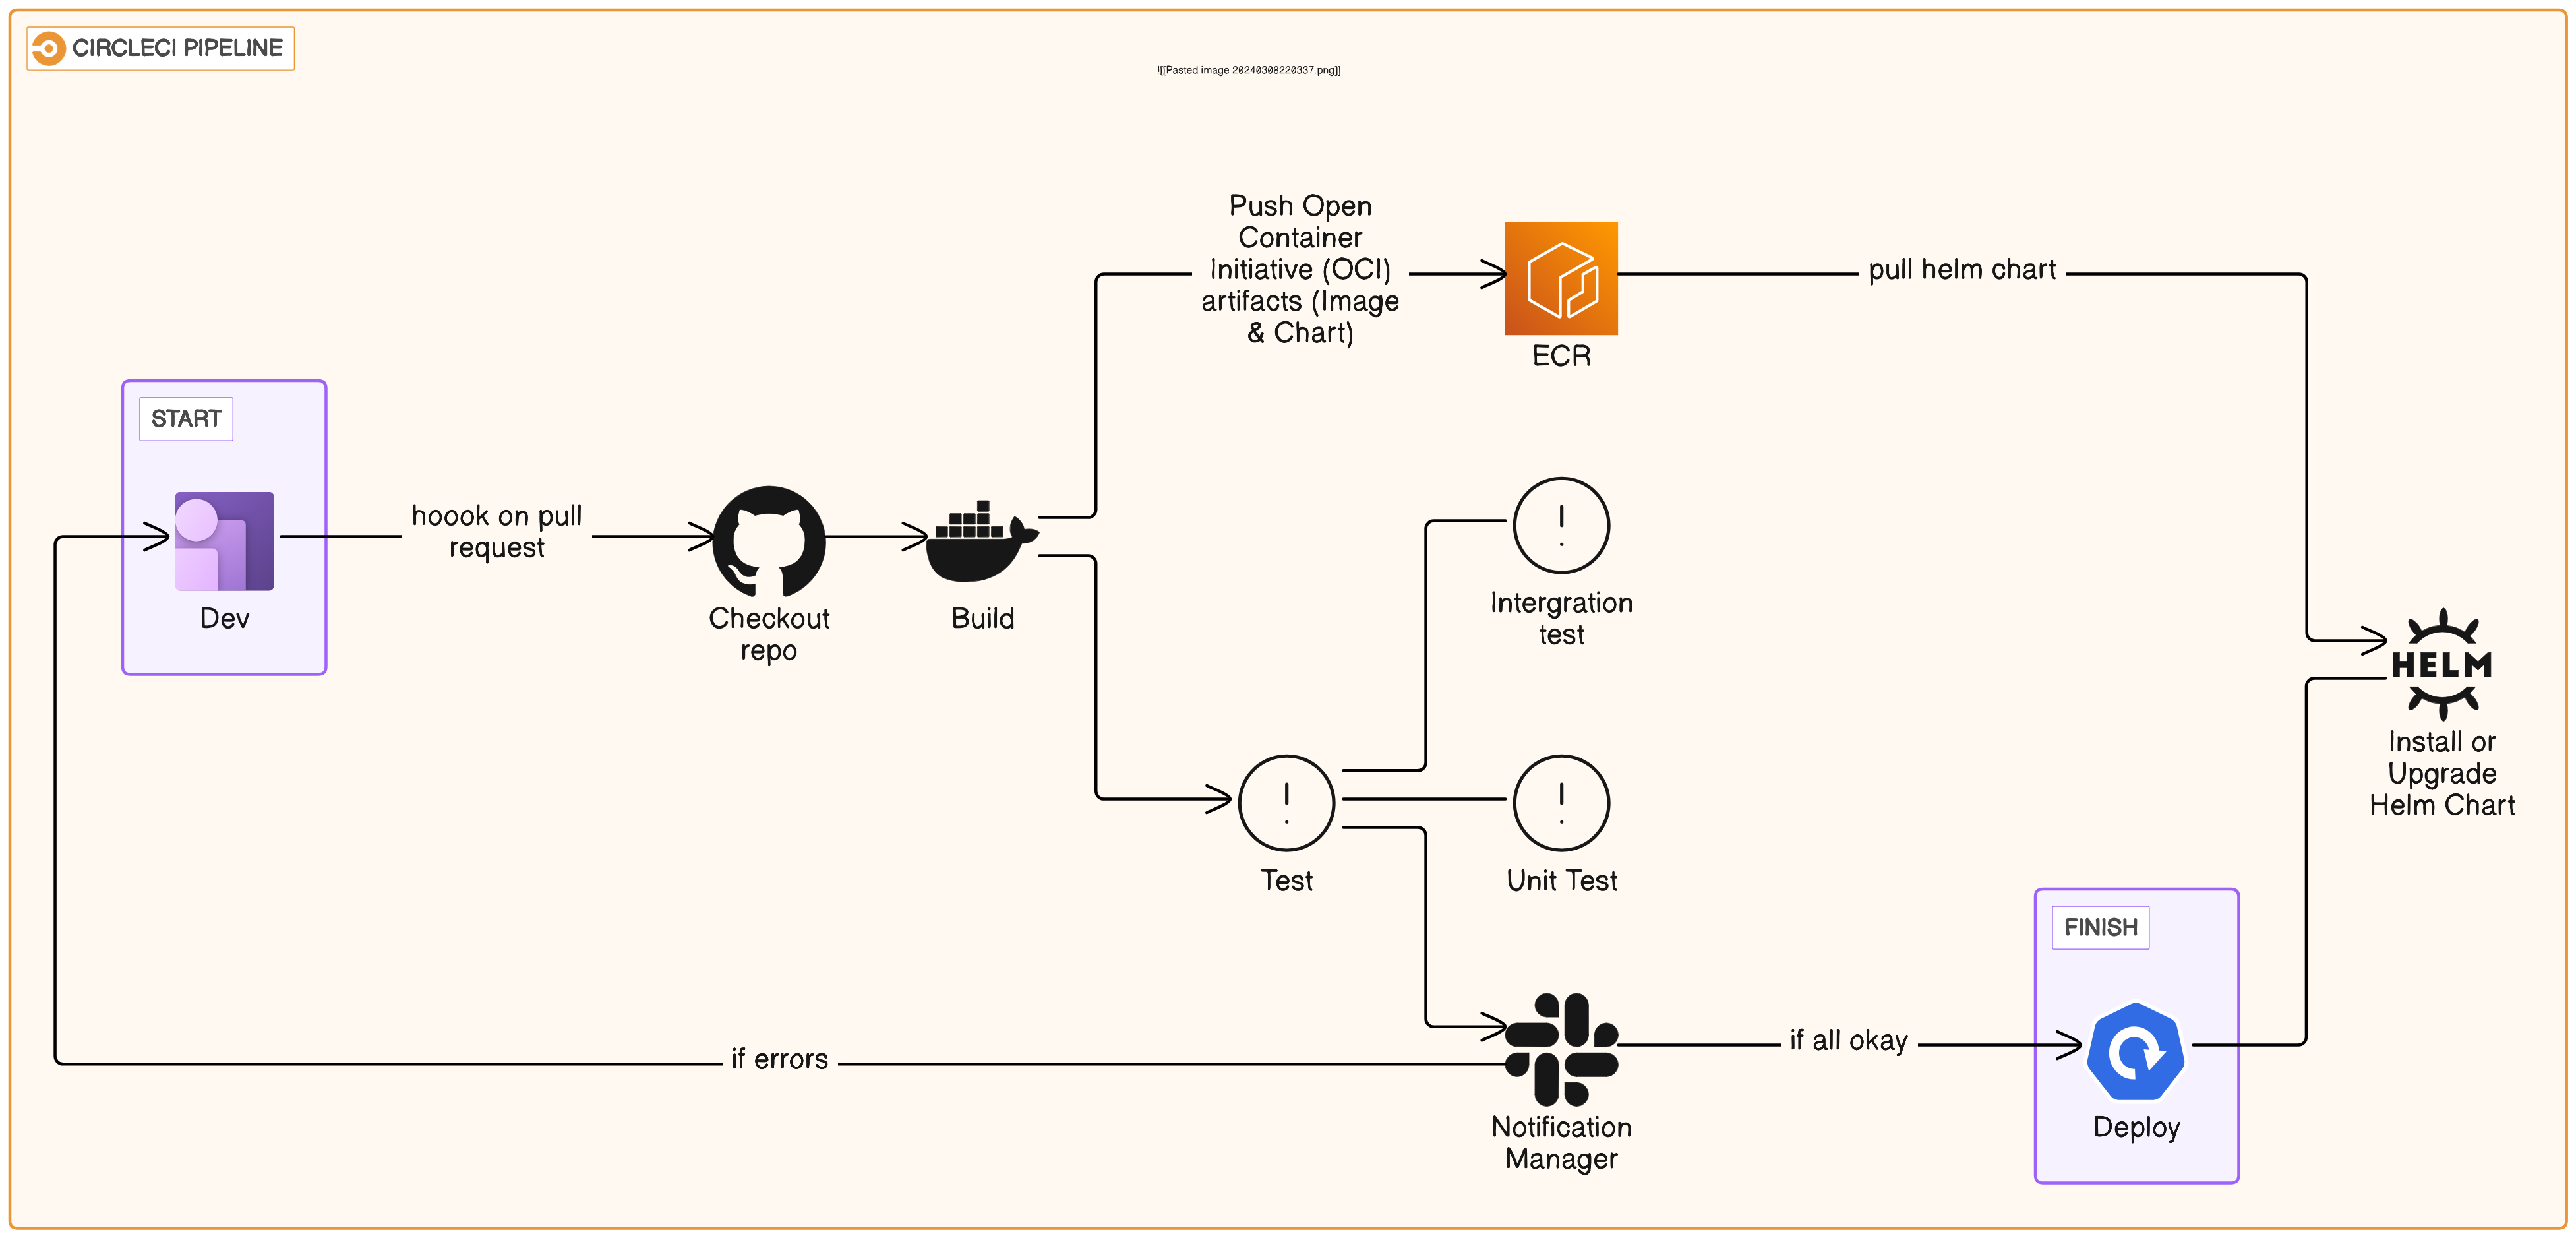 CIRCLECI PIPELINE
![[Pasted image 20240308220337.png]]
Push Open
Container
Initiative (OCI)
artifacts (Image
& Chart)
ECR
pull helm chart
START
Dev
hoook on pull
request
Checkout
repo
Build
Intergration
test
HELM
Install or
Upgrade
Helm Chart
Test
Unit Test
FINISH
if errors
Notification
Manager
if all okay
Deploy